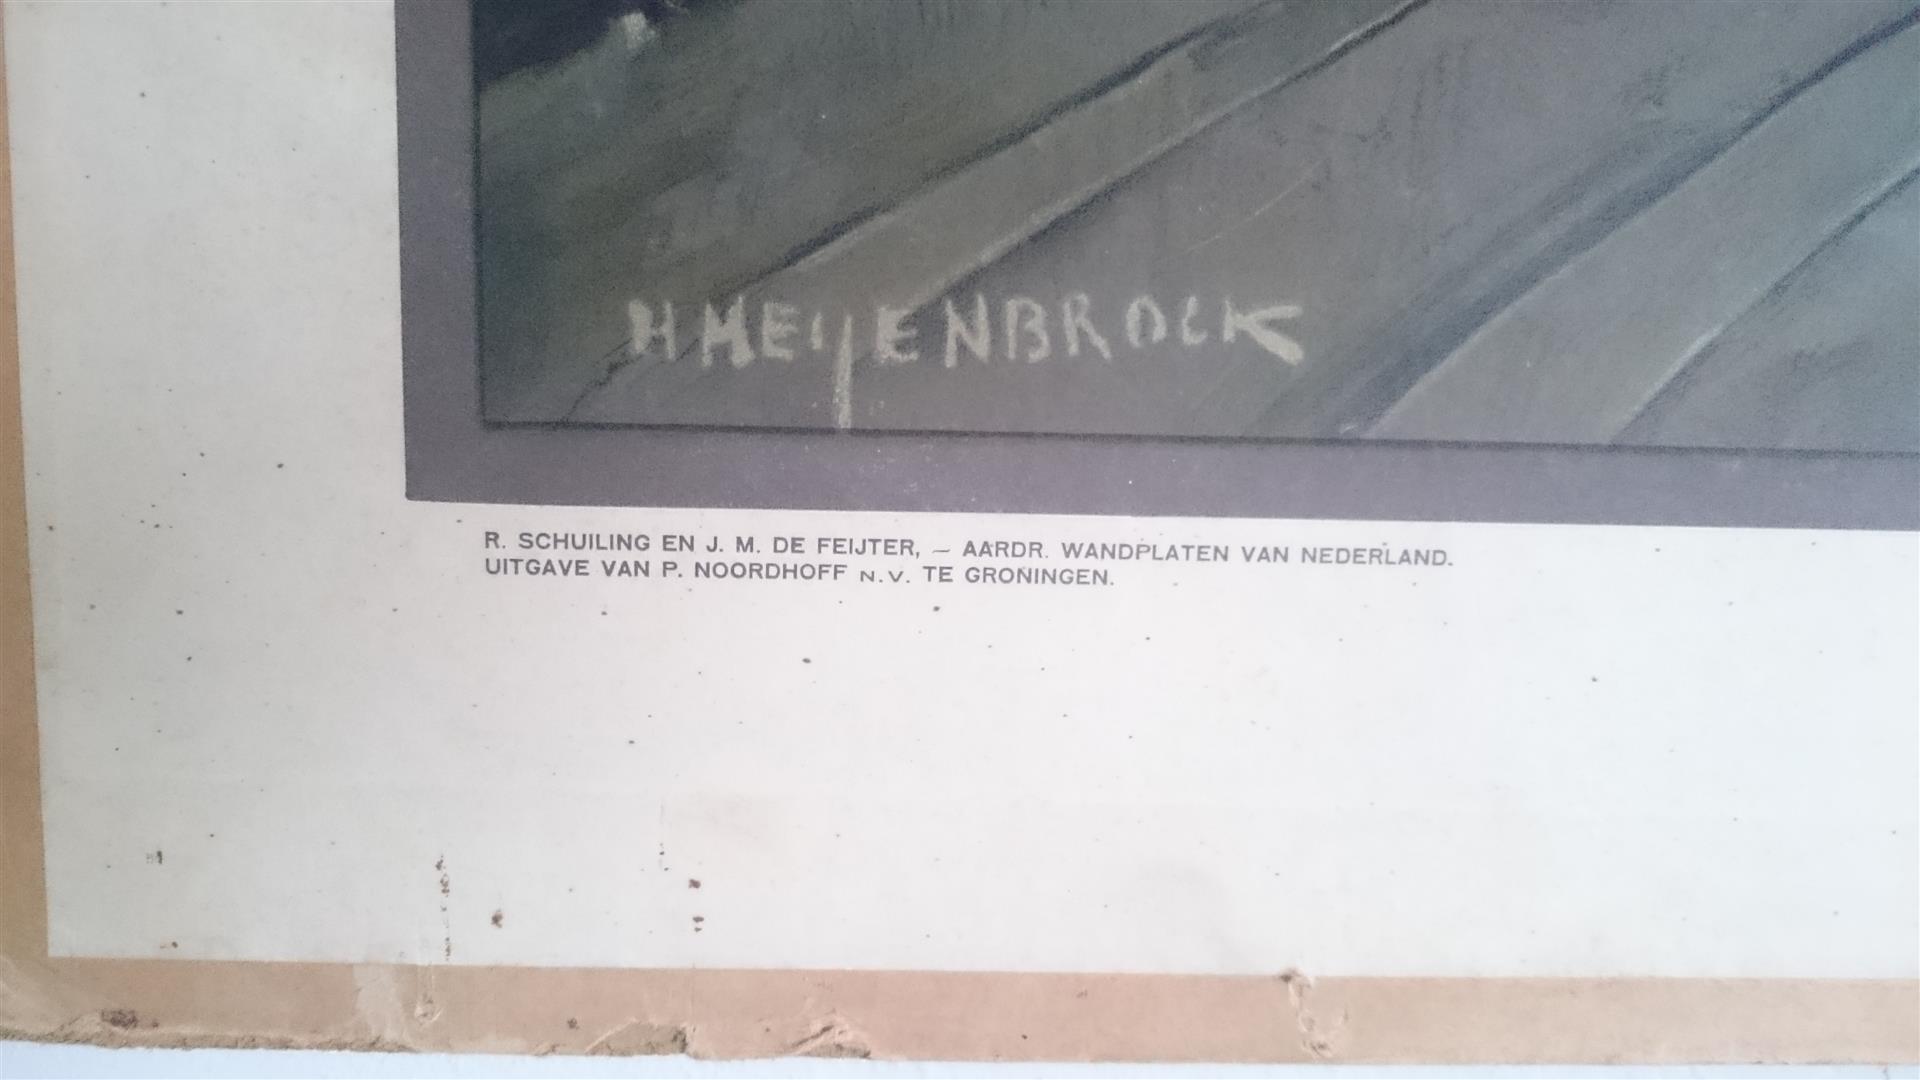 H HEIJENBROCK
R. SCHUILING EN J. M. DE FEIJTER, – AARDR. WANDPLATEN VAN NEDERLAND.
UITGAVE VAN P. NOORDHOFF N.V. TE GRONINGEN.